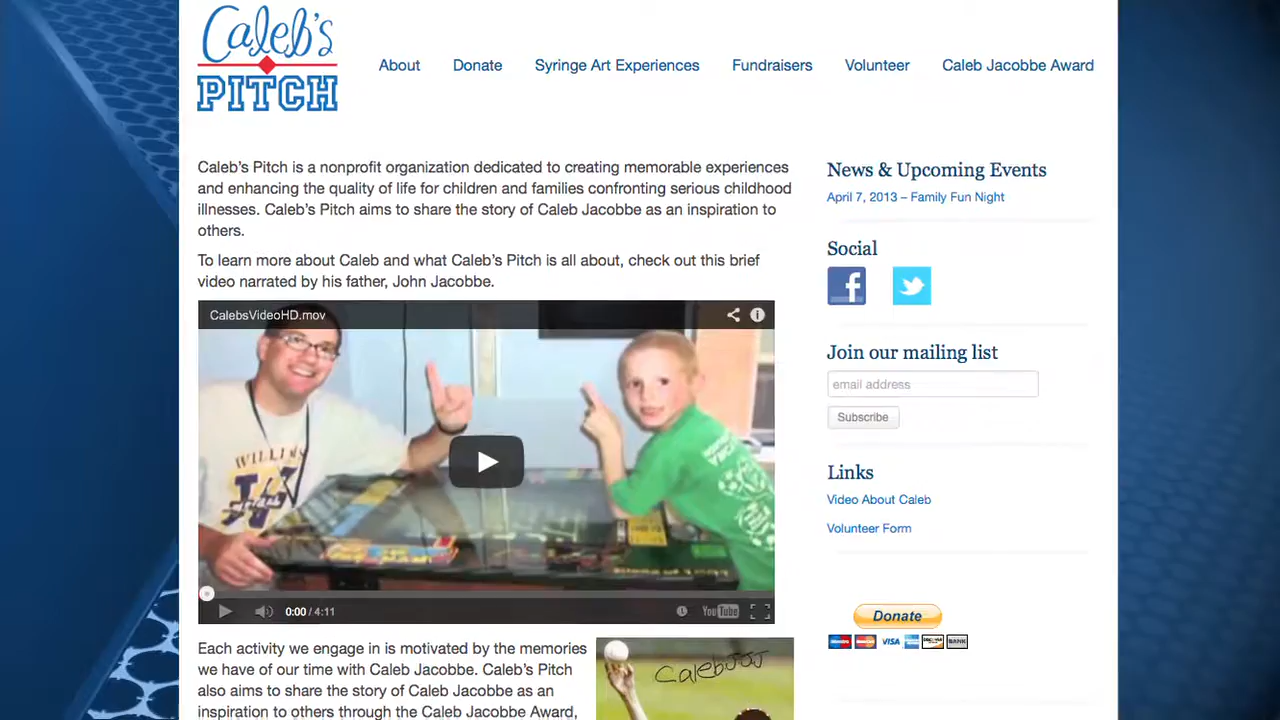 Caleb's
PITCH
About
Donate
Syringe Art Experiences
Fundraisers
Volunteer
Caleb Jacobbe Award
Caleb's Pitch is a nonprofit organization dedicated to creating memorable experiences
and enhancing the quality of life for children and families confronting serious childhood
illnesses. Caleb's Pitch aims to share the story of Caleb Jacobbe as an inspiration to
others.
To learn more about Caleb and what Caleb's Pitch is all about, check out this brief
video narrated by his father, John Jacobbe.
CalebsVideoHD.mov
0:00 / 4:11
YouTube
Each activity we engage in is motivated by the memories
we have of our time with Caleb Jacobbe. Caleb's Pitch
also aims to share the story of Caleb Jacobbe as an
inspiration to others through the Caleb Jacobbe Award,
News & Upcoming Events
April 7, 2013 – Family Fun Night
Social
Join our mailing list
email address
Subscribe
Links
Video About Caleb
Volunteer Form
Donate
VISA
BANK